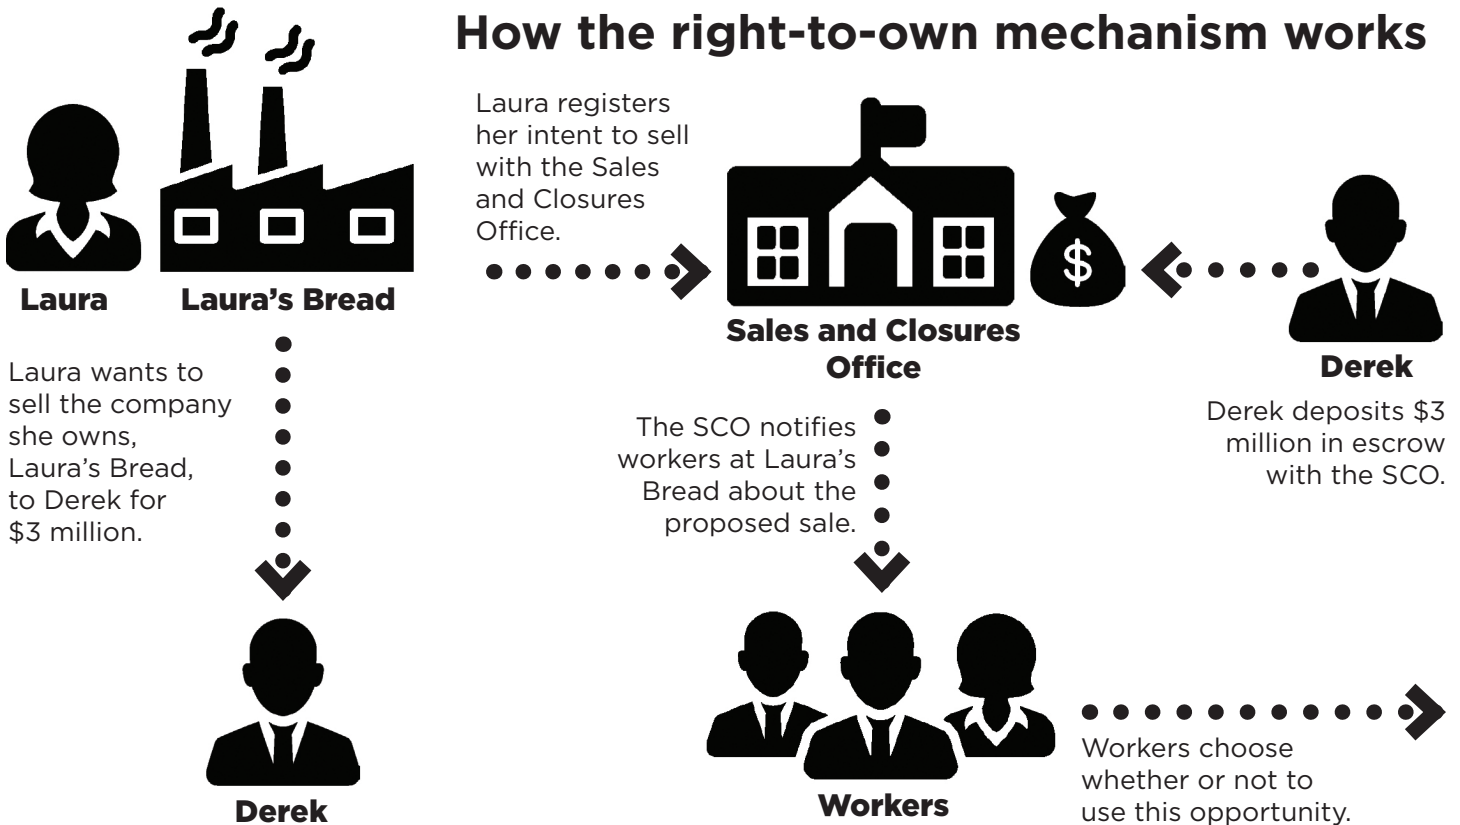 How the right-to-own mechanism works
Laura
Laura's Bread
Laura wants to
sell the company
she owns,
Laura's Bread,
to Derek for
$3 million.
Derek
Laura registers
her intent to sell
with the Sales
and Closures
Office.
$
Sales and Closures
Office
Derek
Derek deposits $3
million in escrow
with the SCO.
The SCO notifies
workers at Laura's
Bread about the
proposed sale.
Workers
Workers choose
whether or not to
use this opportunity.